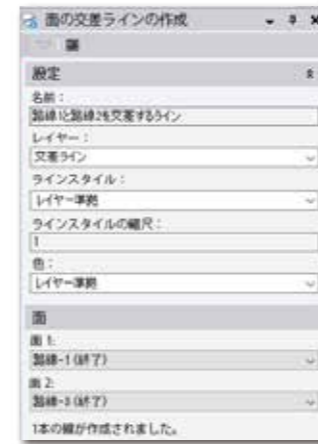 面の交差ラインの作成
設定
名前：
路線1と路線2を交差するライン
レイヤー：
交差ライン
ラインスタイル：
レイヤー準拠
ラインスタイルの縮尺：
1
色：
レイヤー準拠
面
面 1:
路線-1 (終了)
面 2:
路線-3 (終了)
1本の線が作成されました。